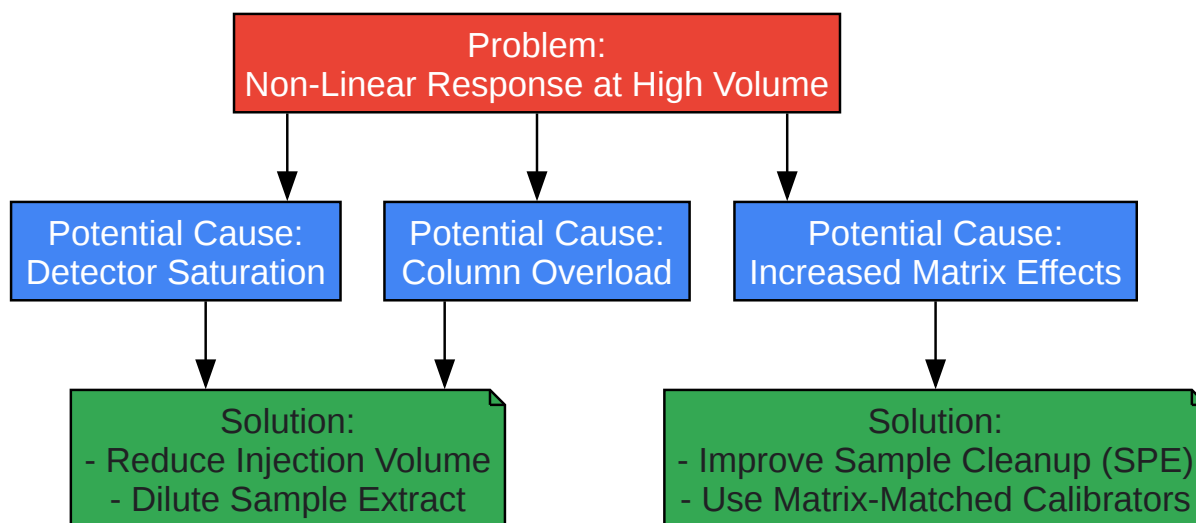 Problem:
Non-Linear Response at High Volume
Potential Cause:
Detector Saturation
Potential Cause:
Column Overload
Potential Cause:
Increased Matrix Effects
Solution:
- Reduce Injection Volume
- Dilute Sample Extract
Solution:
- Improve Sample Cleanup (SPE)
- Use Matrix-Matched Calibrators